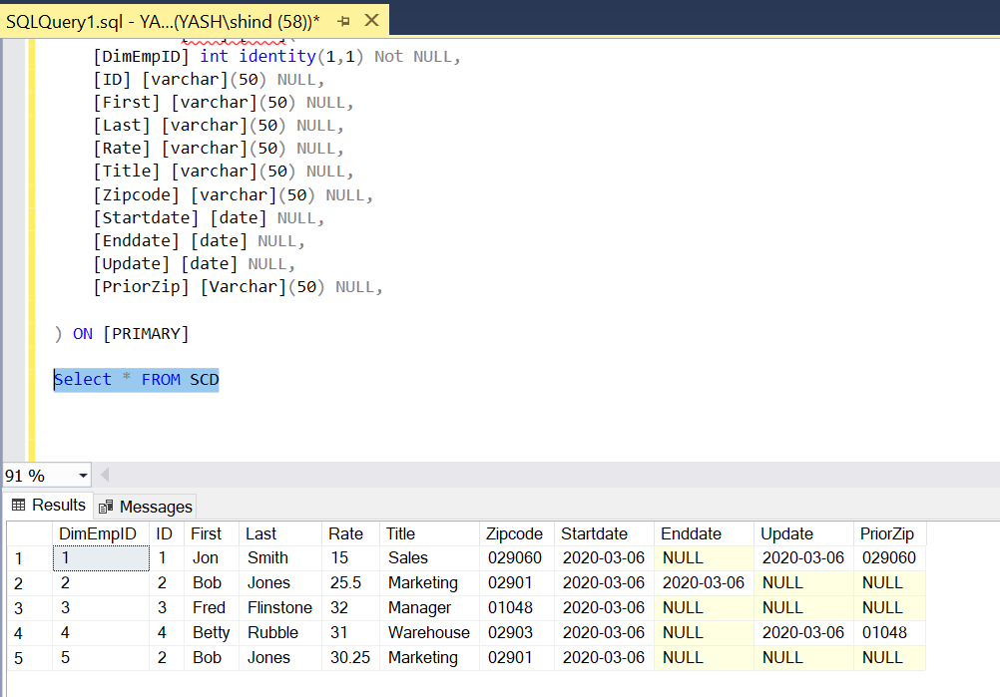 SQLQuery1.sql - YA...(YASH\shind (58))*
[DimEmpID] int identity(1,1) Not NULL,
[ID] [varchar](50) NULL,
[First] [varchar](50) NULL,
[Last] [varchar](50) NULL,
[Rate] [varchar](50) NULL,
[Title] [varchar](50) NULL,
[Zipcode] [varchar](50) NULL,
[Startdate] [date] NULL,
[Enddate] [date] NULL,
[Update] [date] NULL,
[PriorZip] [Varchar](50) NULL,
) ON [PRIMARY]
Select * FROM SCD
91 %
Results Messages
DimEmpID ID First Last Rate Title Zipcode Startdate Enddate Update PriorZip
1 1 1 Jon Smith 15 Sales 029060 2020-03-06 NULL 2020-03-06 029060
2 2 2 Bob Jones 25.5 Marketing 02901 2020-03-06 2020-03-06 NULL NULL
3 3 3 Fred Flinstone 32 Manager 01048 2020-03-06 NULL NULL NULL
4 4 4 Betty Rubble 31 Warehouse 02903 2020-03-06 NULL 2020-03-06 01048
5 5 2 Bob Jones 30.25 Marketing 02901 2020-03-06 NULL NULL NULL